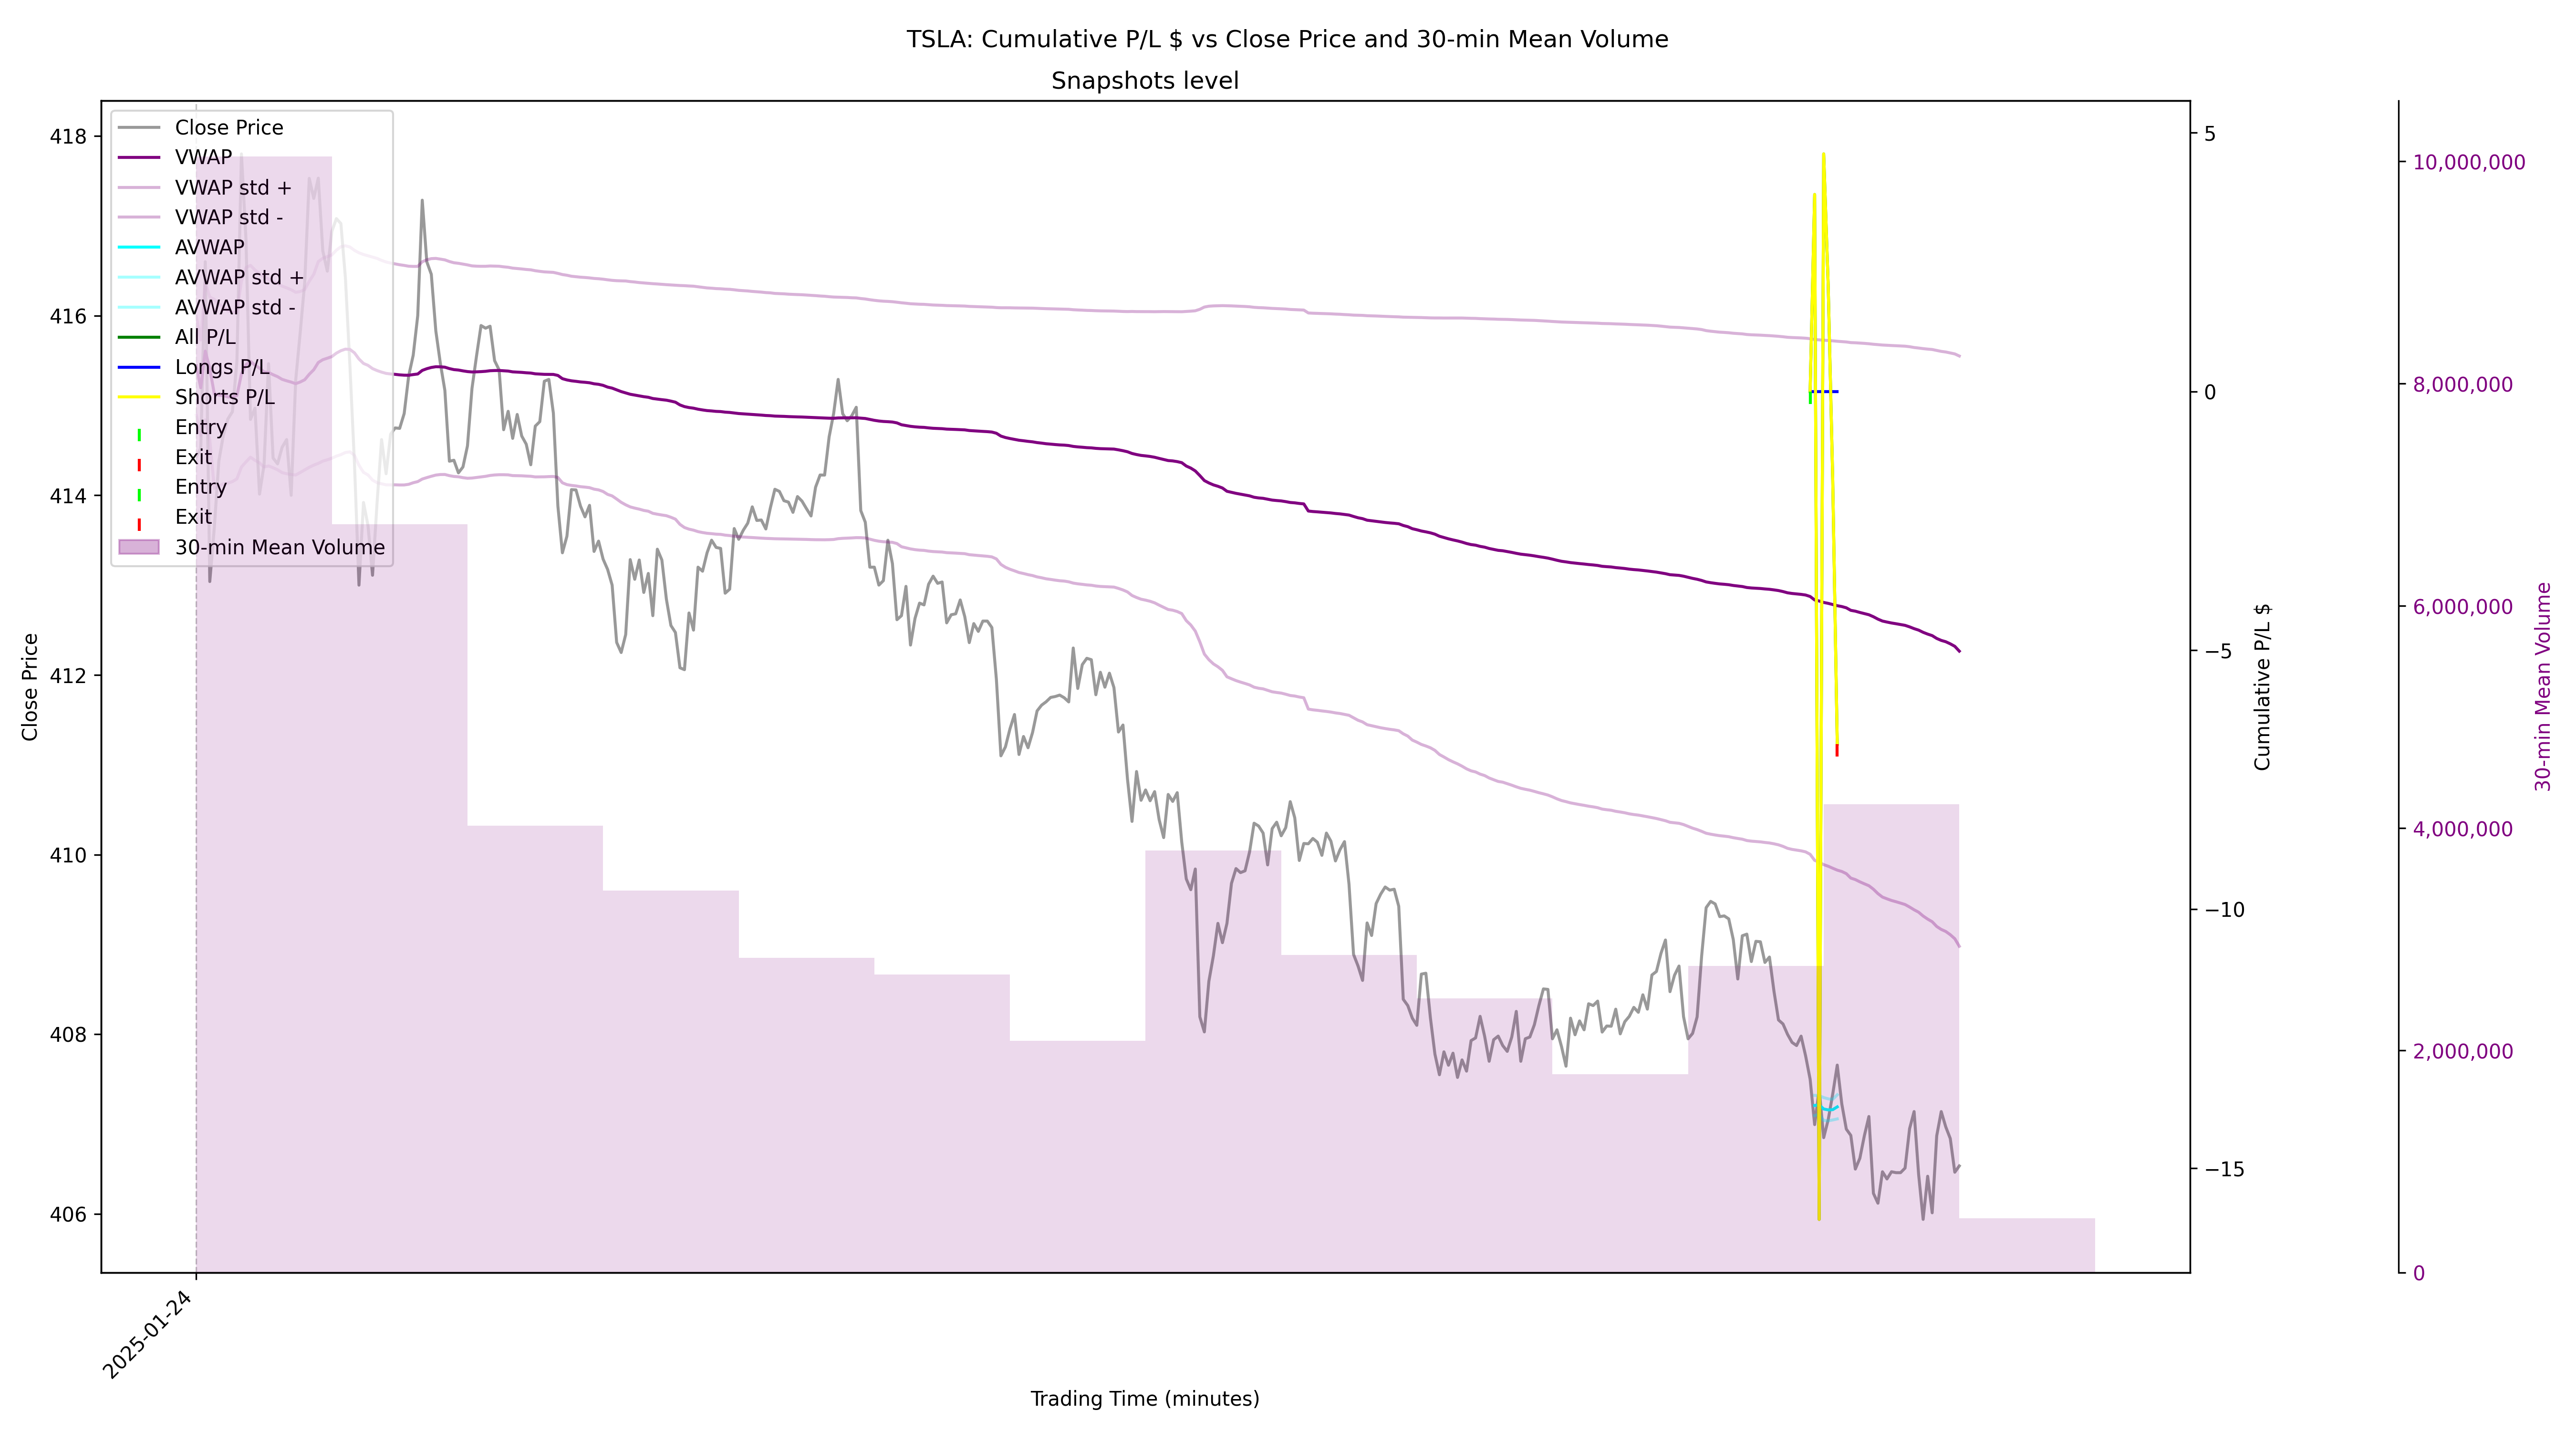 TSLA: Cumulative P/L $ vs Close Price and 30-min Mean Volume
Snapshots level
Close Price
VWAP
VWAP std +
VWAP std -
AVWAP
AVWAP std +
AVWAP std -
All P/L
Longs P/L
Shorts P/L
Entry
Exit
Entry
Exit
30-min Mean Volume
418
416
414
412
410
408
406
Close Price
5
0
−5
−10
−15
Cumulative P/L $
10,000,000
8,000,000
6,000,000
4,000,000
2,000,000
0
30-min Mean Volume
2025-01-24
Trading Time (minutes)